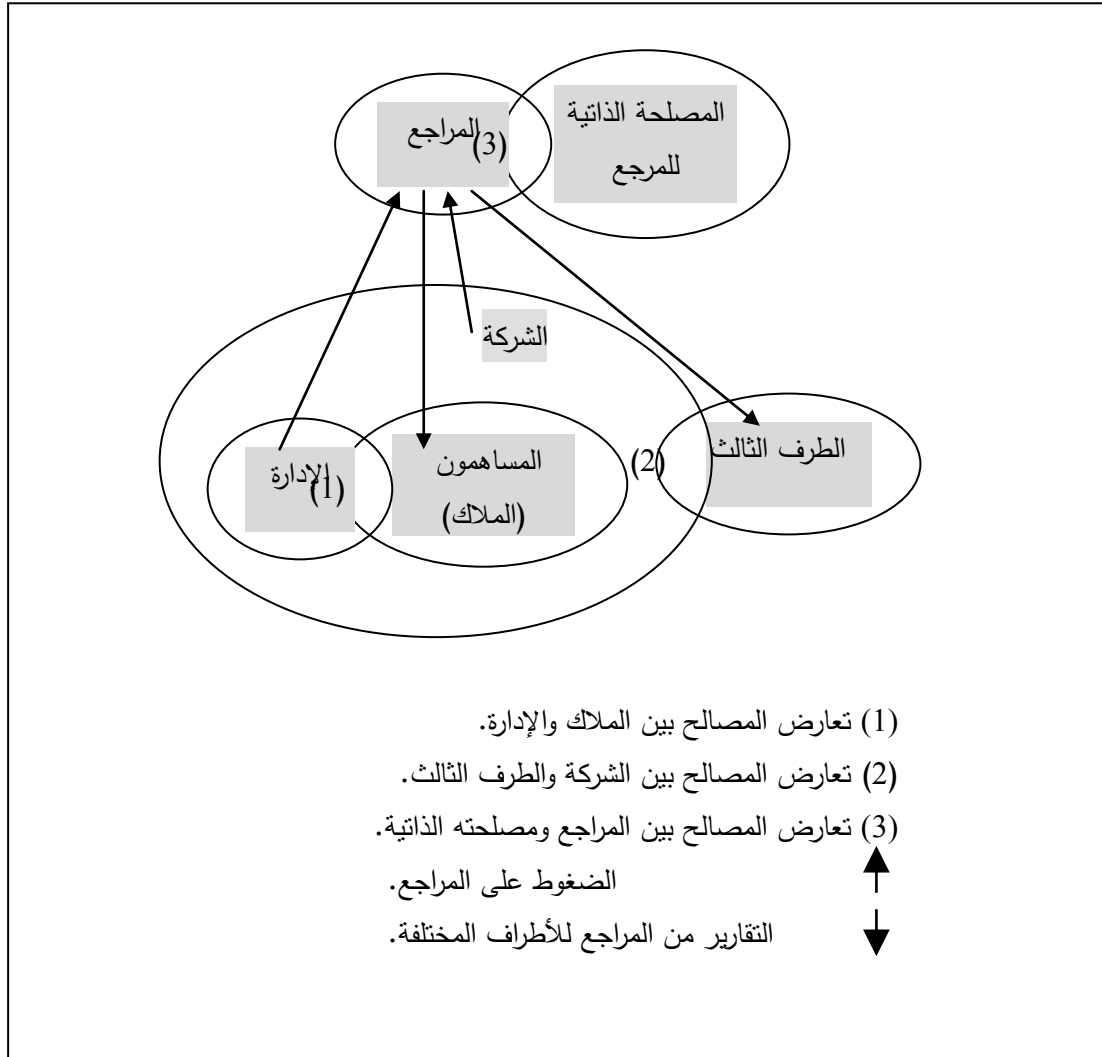 المصلحة الذاتية
للمرجع
المراجع
(3)
الشركة
الطرف الثالث
(2)
المساهمون
(الملاك)
الإدارة
(1)
(1) تعارض المصالح بين الملاك والإدارة.
(2) تعارض المصالح بين الشركة والطرف الثالث.
(3) تعارض المصالح بين المراجع ومصلحته الذاتية.
الضغوط على المراجع.
التقارير من المراجع للأطراف المختلفة.